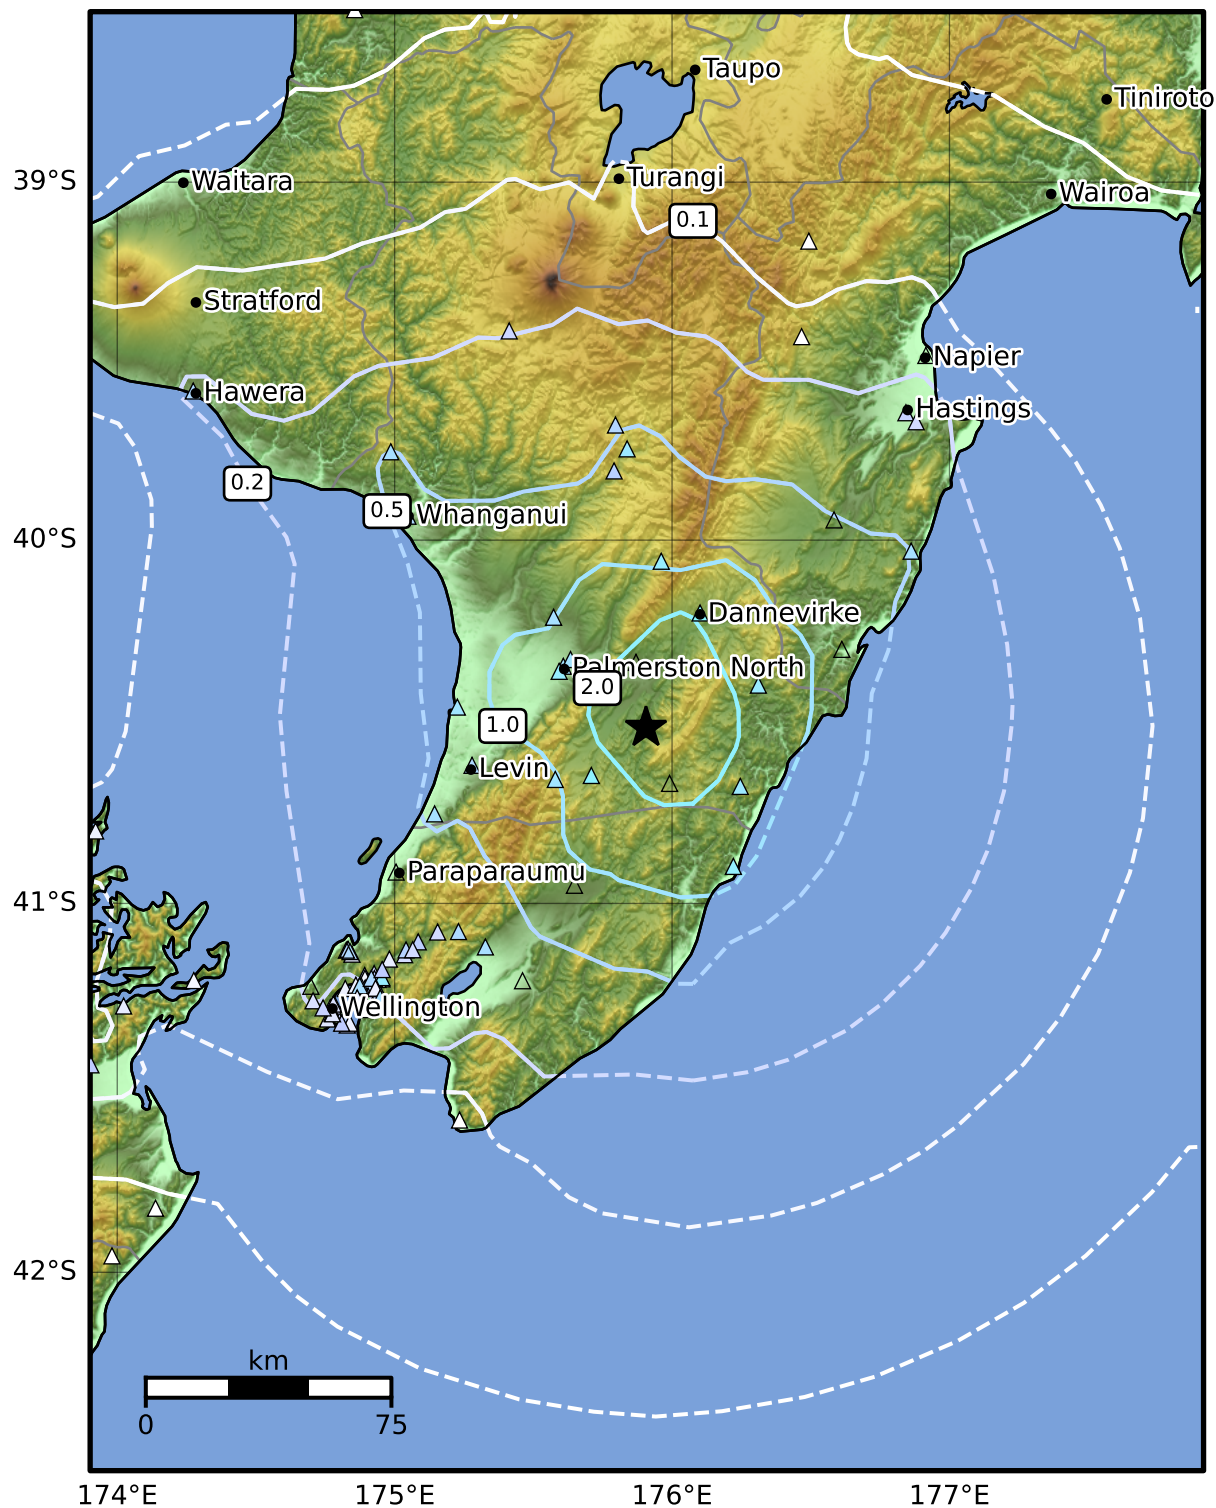 Taupo
Tiniroto
39°S
Waitara
Turangi
Wairoa
0.1
Stratford
Napier
Hawera
Hastings
0.2
0.5
Whanganui
40°S
Dannevirke
Palmerston North
2.0
1.0
Levin
Paraparaumu
41°S
Wellington
42°S
km
0
75
174°E
175°E
176°E
177°E